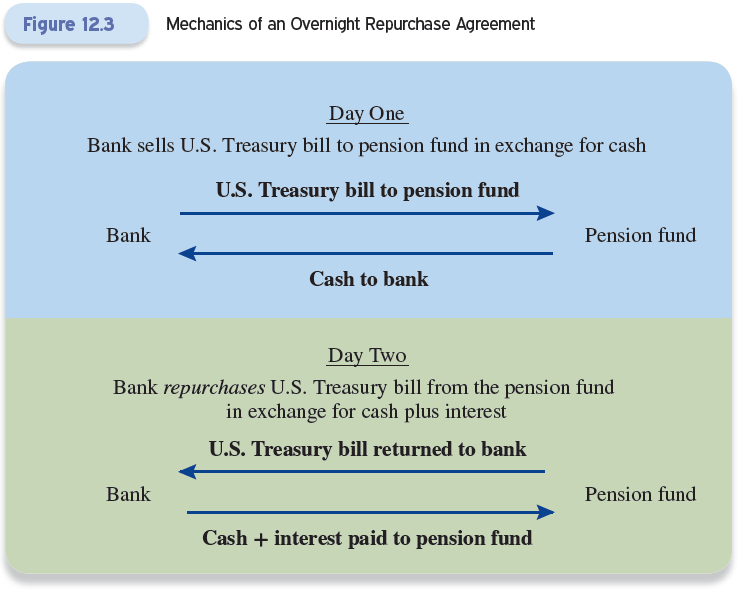 Figure 12.3 Mechanics of an Overnight Repurchase Agreement
Day One
Bank sells U.S. Treasury bill to pension fund in exchange for cash
U.S. Treasury bill to pension fund
Bank Pension fund
Cash to bank
Day Two
Bank repurchases U.S. Treasury bill from the pension fund
in exchange for cash plus interest
U.S. Treasury bill returned to bank
Bank Pension fund
Cash + interest paid to pension fund